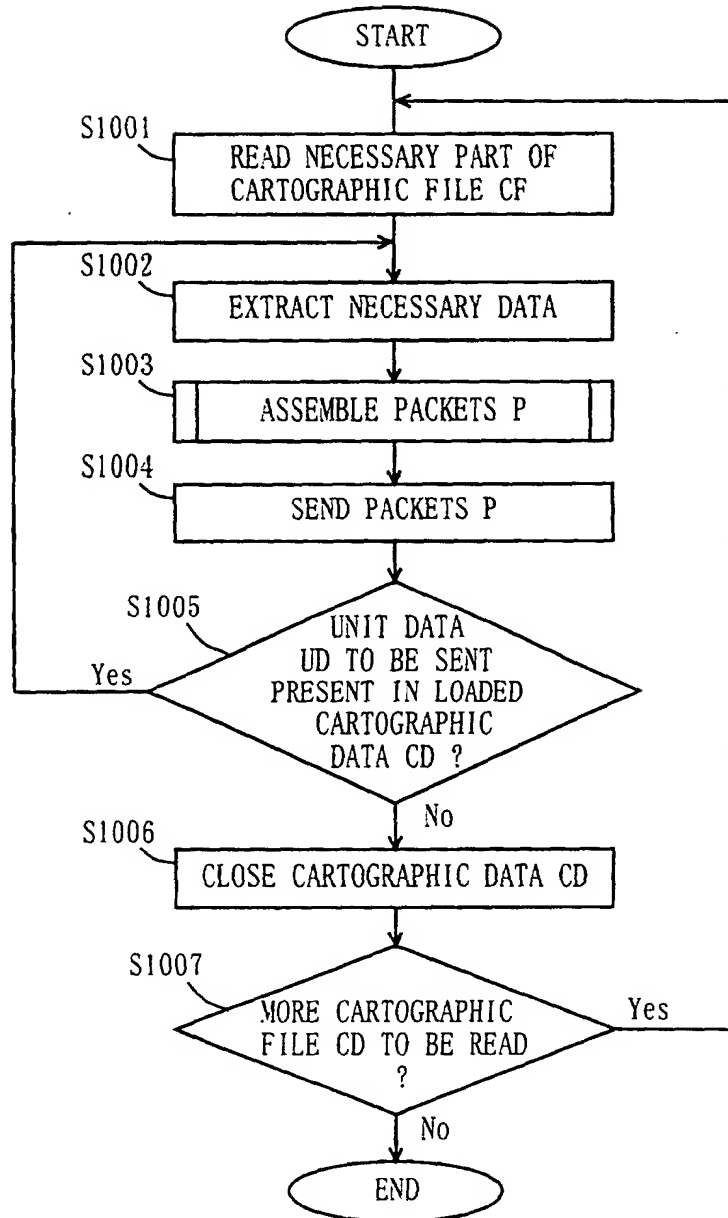 START
S1001
READ NECESSARY PART OF
CARTOGRAPHIC FILE CF
S1002
EXTRACT NECESSARY DATA
S1003
ASSEMBLE PACKETS P
S1004
SEND PACKETS P
S1005
UNIT DATA
UD TO BE SENT
PRESENT IN LOADED
CARTOGRAPHIC
DATA CD ?
Yes
No
S1006
CLOSE CARTOGRAPHIC DATA CD
S1007
MORE CARTOGRAPHIC
FILE CD TO BE READ
?
Yes
No
END